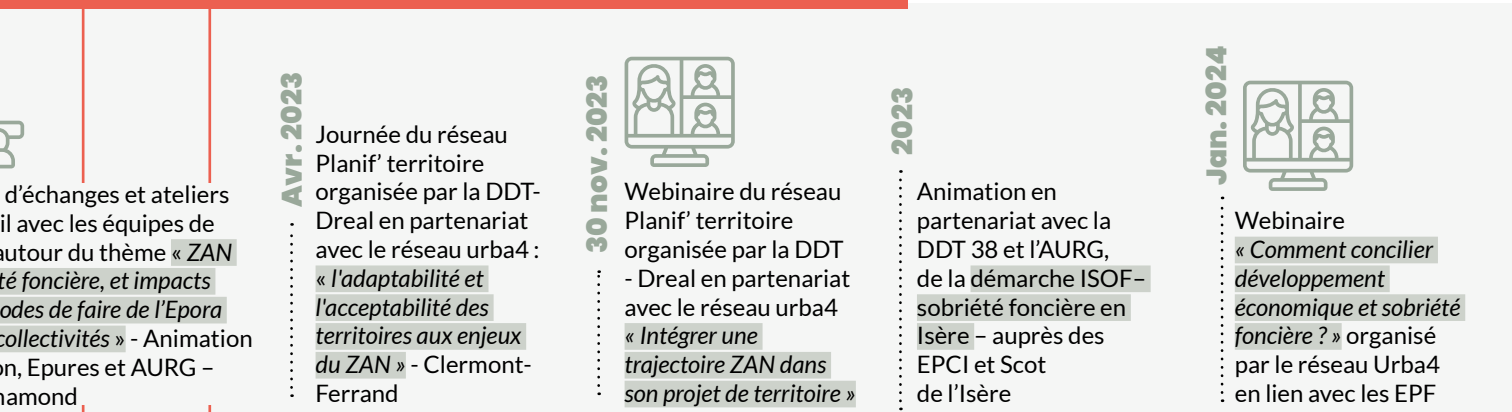 d'échanges et ateliers
avec les équipes de
autour du thème « ZAN
foncière, et impacts
de faire de l'Epora
collectivités » - Animation
Epures et AURG –
Avr. 2023
Journée du réseau
Planif' territoire
organisée par la DDT-
Dreal en partenariat
avec le réseau urba4 :
« l'adaptabilité et
l'acceptabilité des
territoires aux enjeux
du ZAN » - Clermont-
Ferrand
30 nov. 2023
Webinaire du réseau
Planif' territoire
organisée par la DDT
- Dreal en partenariat
avec le réseau urba4
« Intégrer une
trajectoire ZAN dans
son projet de territoire »
2023
Animation en
partenariat avec la
DDT 38 et l'AURG,
de la démarche ISOF–
sobriété foncière en
Isère – auprès des
EPCI et Scot
de l'Isère
Jan. 2024
Webinaire
« Comment concilier
développement
économique et sobriété
foncière ? » organisé
par le réseau Urba4
en lien avec les EPF